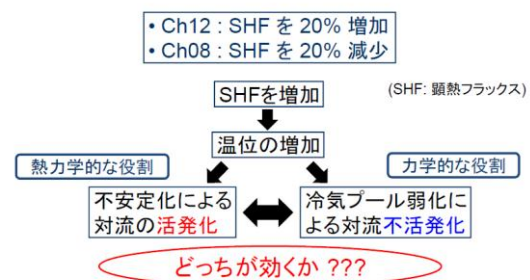 • Ch12 : SHF を 20% 増加
• Ch08 : SHF を 20% 減少
SHFを増加
(SHF: 顕熱フラックス)
温位の増加
熱力学的な役割
力学的な役割
不安定化による
対流の活発化
冷気プール弱化に
よる対流不活発化
どっちが効くか ???